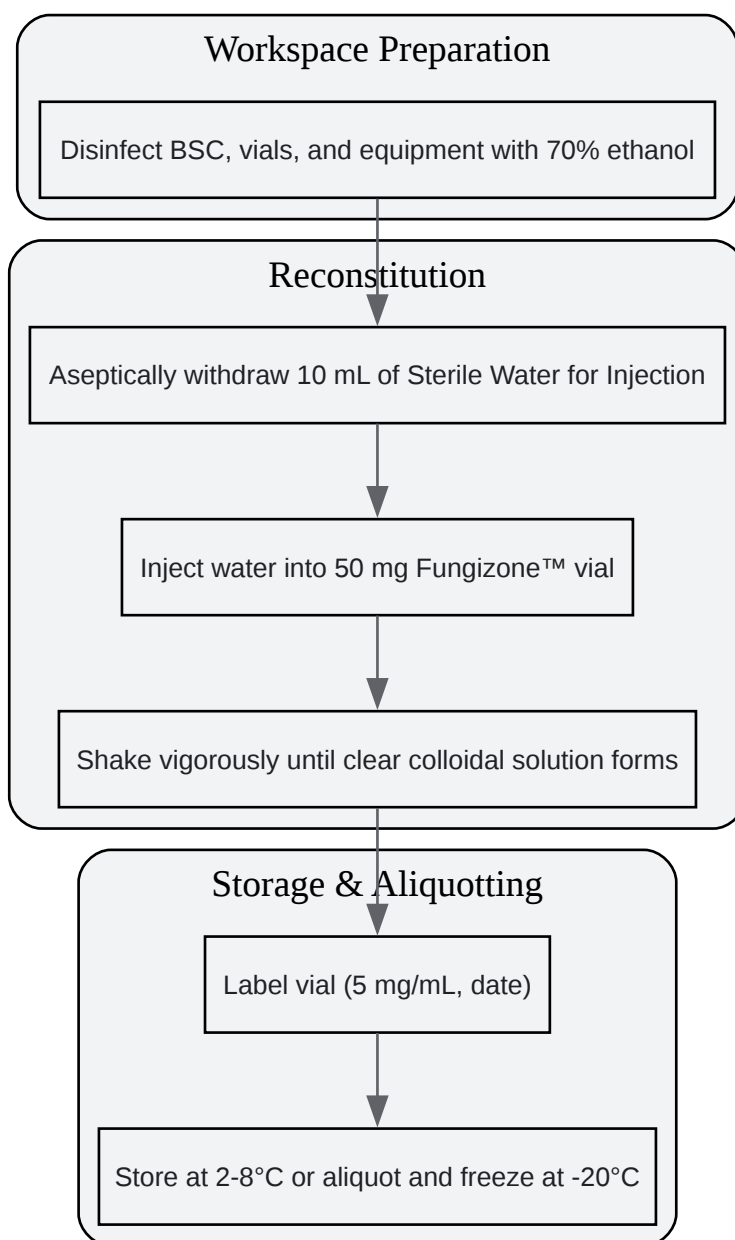 Workspace Preparation
Disinfect BSC, vials, and equipment with 70% ethanol
Reconstitution
Aseptically withdraw 10 mL of Sterile Water for Injection
Inject water into 50 mg Fungizone™ vial
Shake vigorously until clear colloidal solution forms
Storage & Aliquotting
Label vial (5 mg/mL, date)
Store at 2-8°C or aliquot and freeze at -20°C